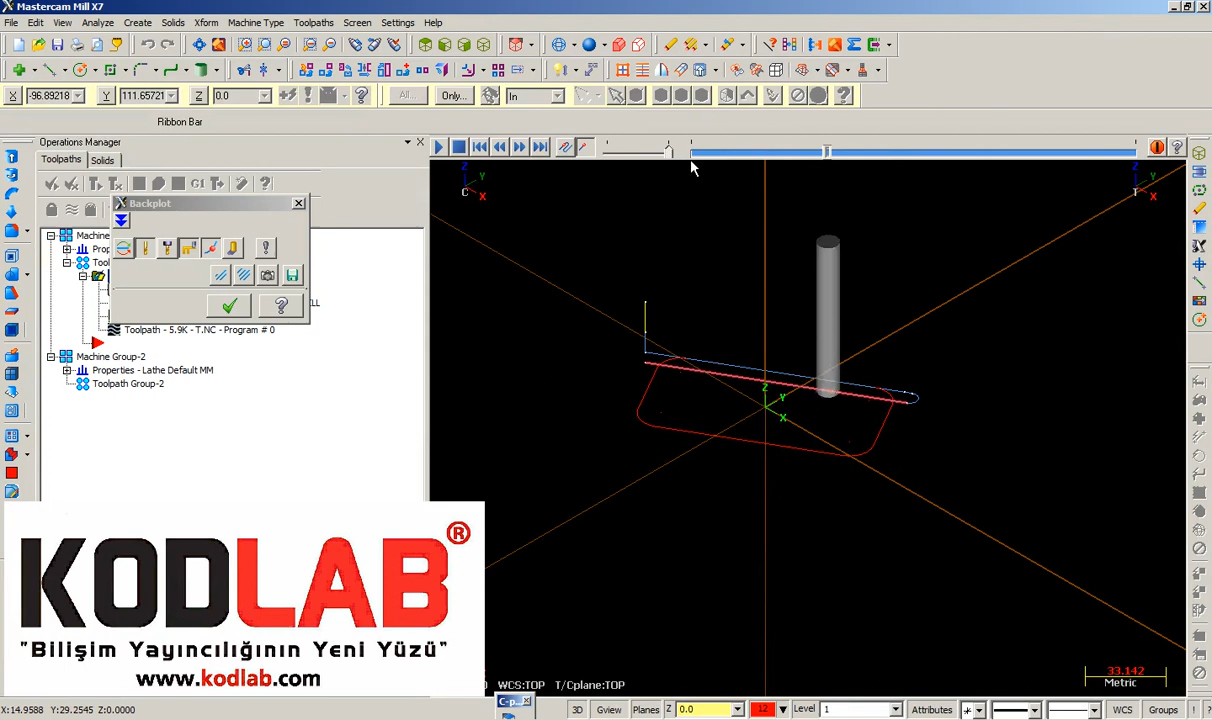 Mastercam Mill X7
File Edit View Analyze Create Solids Xform Machine Type Toolpaths Screen Settings Help
X -96.89218 Y 111.65721 Z 0.0 All... Only... In
Ribbon Bar
Operations Manager
Toolpaths Solids
G1
Backplot
Z Y X C
Z Y X T
Toolpath - 5.9K - T.NC - Program # 0
Machine Group-2
Properties - Lathe Default MM
Toolpath Group-2
Z Y X
KODLAB®
"Bilişim Yayıncılığının Yeni Yüzü"
www.kodlab.com
WCS:TOP T/Cplane:TOP
33.142
Metric
X:14.9588 Y:29.2545 Z:0.0000
C-p...
3D Gview Planes Z 0.0 12 Level 1 Attributes WCS Groups ! ?